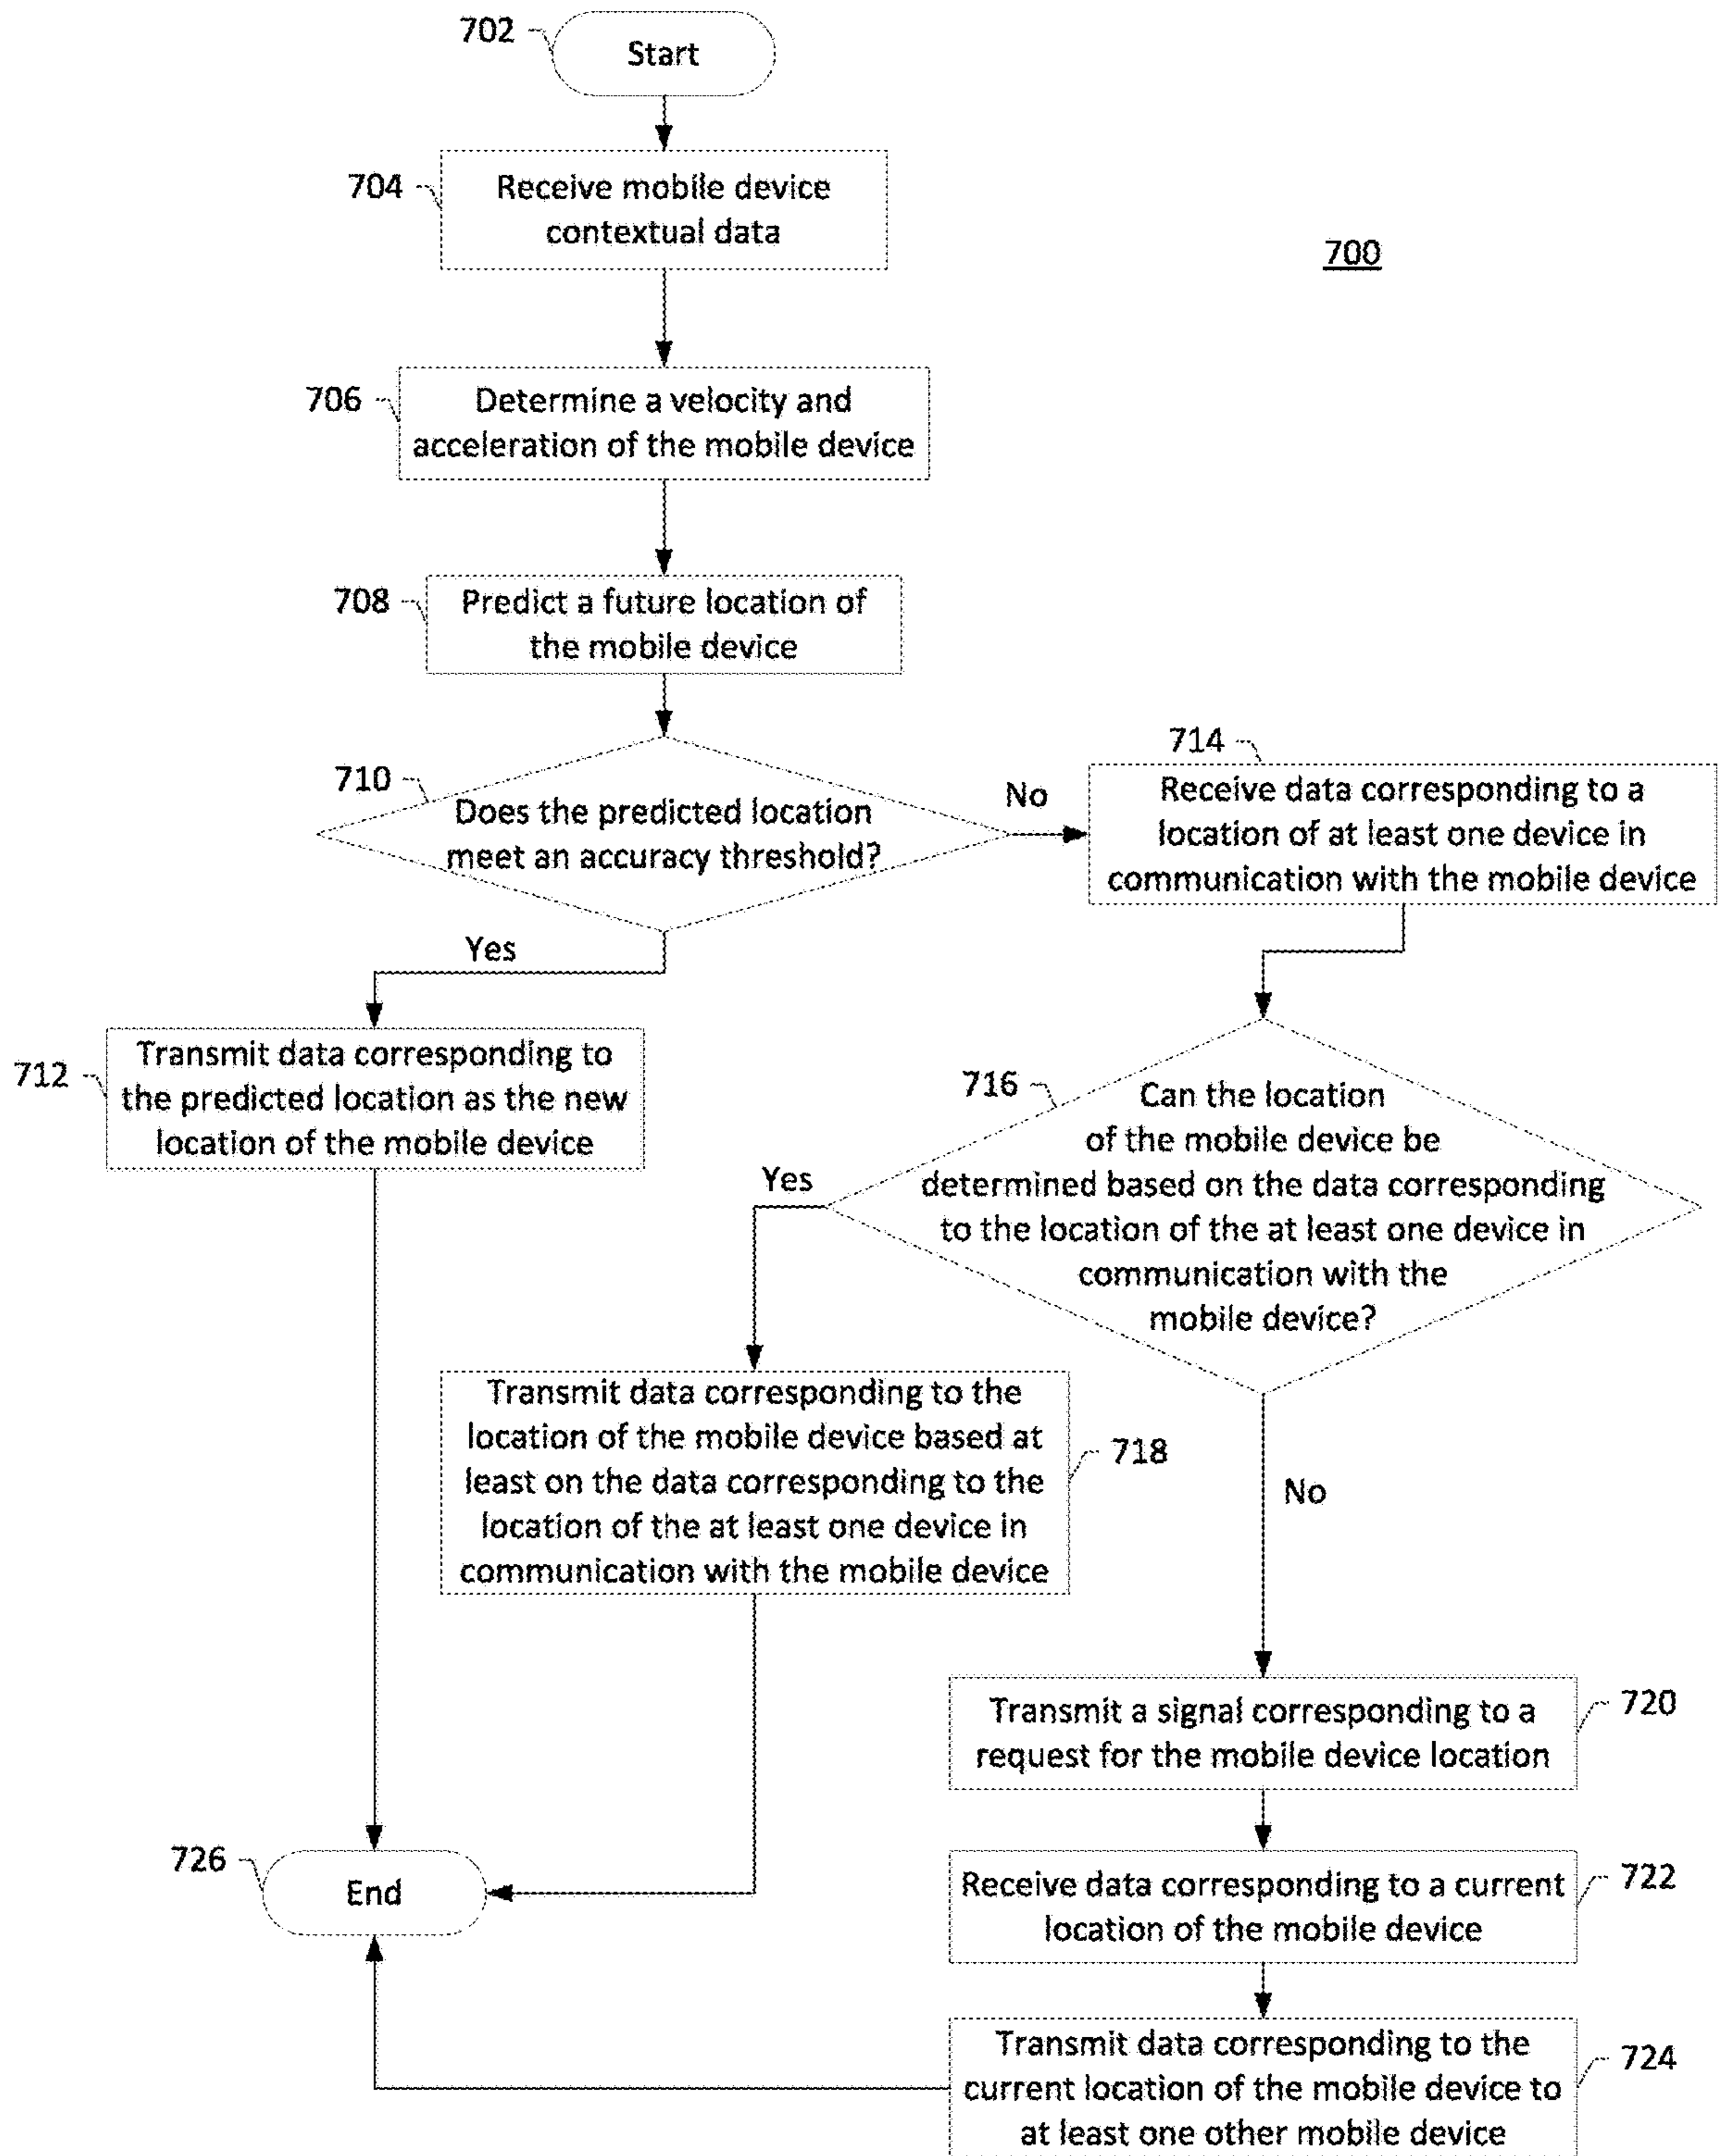 702
Start
704
Receive mobile device
contextual data
700
706
Determine a velocity and
acceleration of the mobile device
708
Predict a future location of
the mobile device
710
Does the predicted location
meet an accuracy threshold?
No
714
Receive data corresponding to a
location of at least one device in
communication with the mobile device
Yes
712
Transmit data corresponding to
the predicted location as the new
location of the mobile device
716
Can the location
of the mobile device be
determined based on the data corresponding
to the location of the at least one device in
communication with the
mobile device?
Yes
Transmit data corresponding to the
location of the mobile device based at
least on the data corresponding to the
location of the at least one device in
communication with the mobile device
718
No
Transmit a signal corresponding to a
request for the mobile device location
720
726
End
Receive data corresponding to a current
location of the mobile device
722
Transmit data corresponding to the
current location of the mobile device to
at least one other mobile device
724